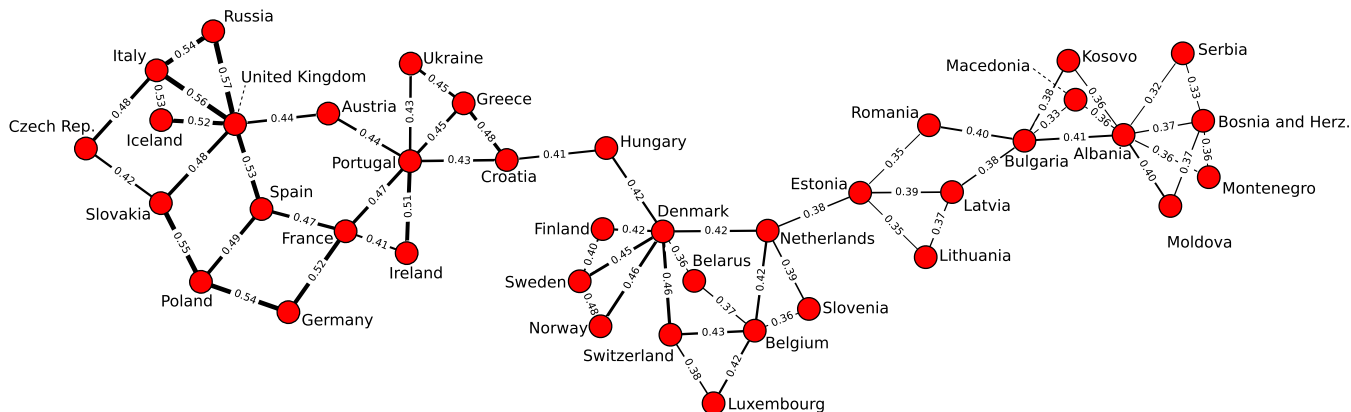 Russia
0.54
Italy
0.57
United Kingdom
0.53
0.56
0.48
0.52
0.44
Austria
Iceland
Czech Rep.
0.42
0.48
0.53
0.44
Slovakia
Spain
0.55
0.49
0.47
France
Poland
0.54
0.52
Germany
Ukraine
0.45
Greece
0.43
0.45
0.48
Portugal
0.43
Croatia
0.47
0.51
0.41
Ireland
0.41
Hungary
0.42
Denmark
Finland
0.42
0.42
Netherlands
0.40
0.45
0.36
Belarus
Sweden
0.46
0.46
0.37
0.42
0.39
0.48
Norway
0.36
Slovenia
Switzerland
0.43
Belgium
0.38
0.42
Luxembourg
0.38
Estonia
0.35
Romania
0.40
0.39
Latvia
0.38
0.35
0.37
Lithuania
Macedonia
Kosovo
0.38
0.33
0.36
0.36
Bulgaria
0.41
Albania
Serbia
0.32
0.33
0.37
Bosnia and Herz.
0.36
0.36
Montenegro
0.40
0.37
Moldova